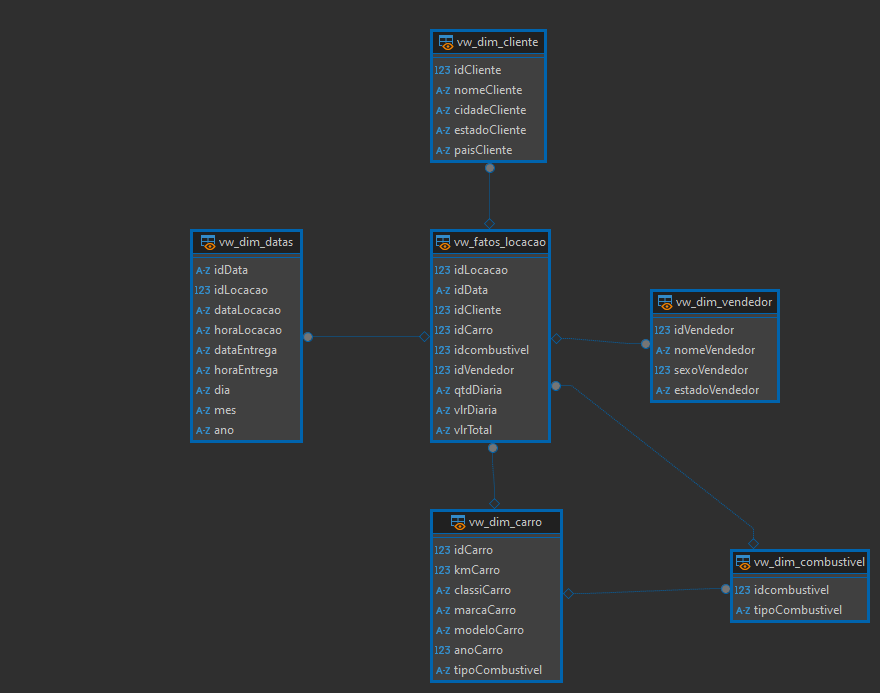 vw_dim_cliente
123 idCliente
A-Z nomeCliente
A-Z cidadeCliente
A-Z estadoCliente
A-Z paisCliente
vw_dim_datas
A-Z idData
123 idLocacao
A-Z dataLocacao
A-Z horaLocacao
A-Z dataEntrega
A-Z horaEntrega
A-Z dia
A-Z mes
A-Z ano
vw_fatos_locacao
123 idLocacao
A-Z idData
123 idCliente
123 idCarro
123 idcombustivel
123 idVendedor
A-Z qtdDiaria
A-Z vlrDiaria
A-Z vlrTotal
vw_dim_vendedor
123 idVendedor
A-Z nomeVendedor
123 sexoVendedor
A-Z estadoVendedor
vw_dim_carro
123 idCarro
123 kmCarro
A-Z classiCarro
A-Z marcaCarro
A-Z modeloCarro
123 anoCarro
A-Z tipoCombustivel
vw_dim_combustivel
123 idcombustivel
A-Z tipoCombustivel